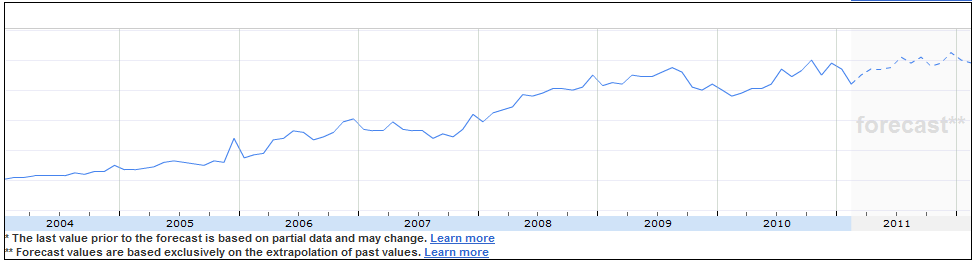 forecast**
2004 2005 2006 2007 2008 2009 2010 2011
* The last value prior to the forecast is based on partial data and may change. Learn more
** Forecast values are based exclusively on the extrapolation of past values. Learn more